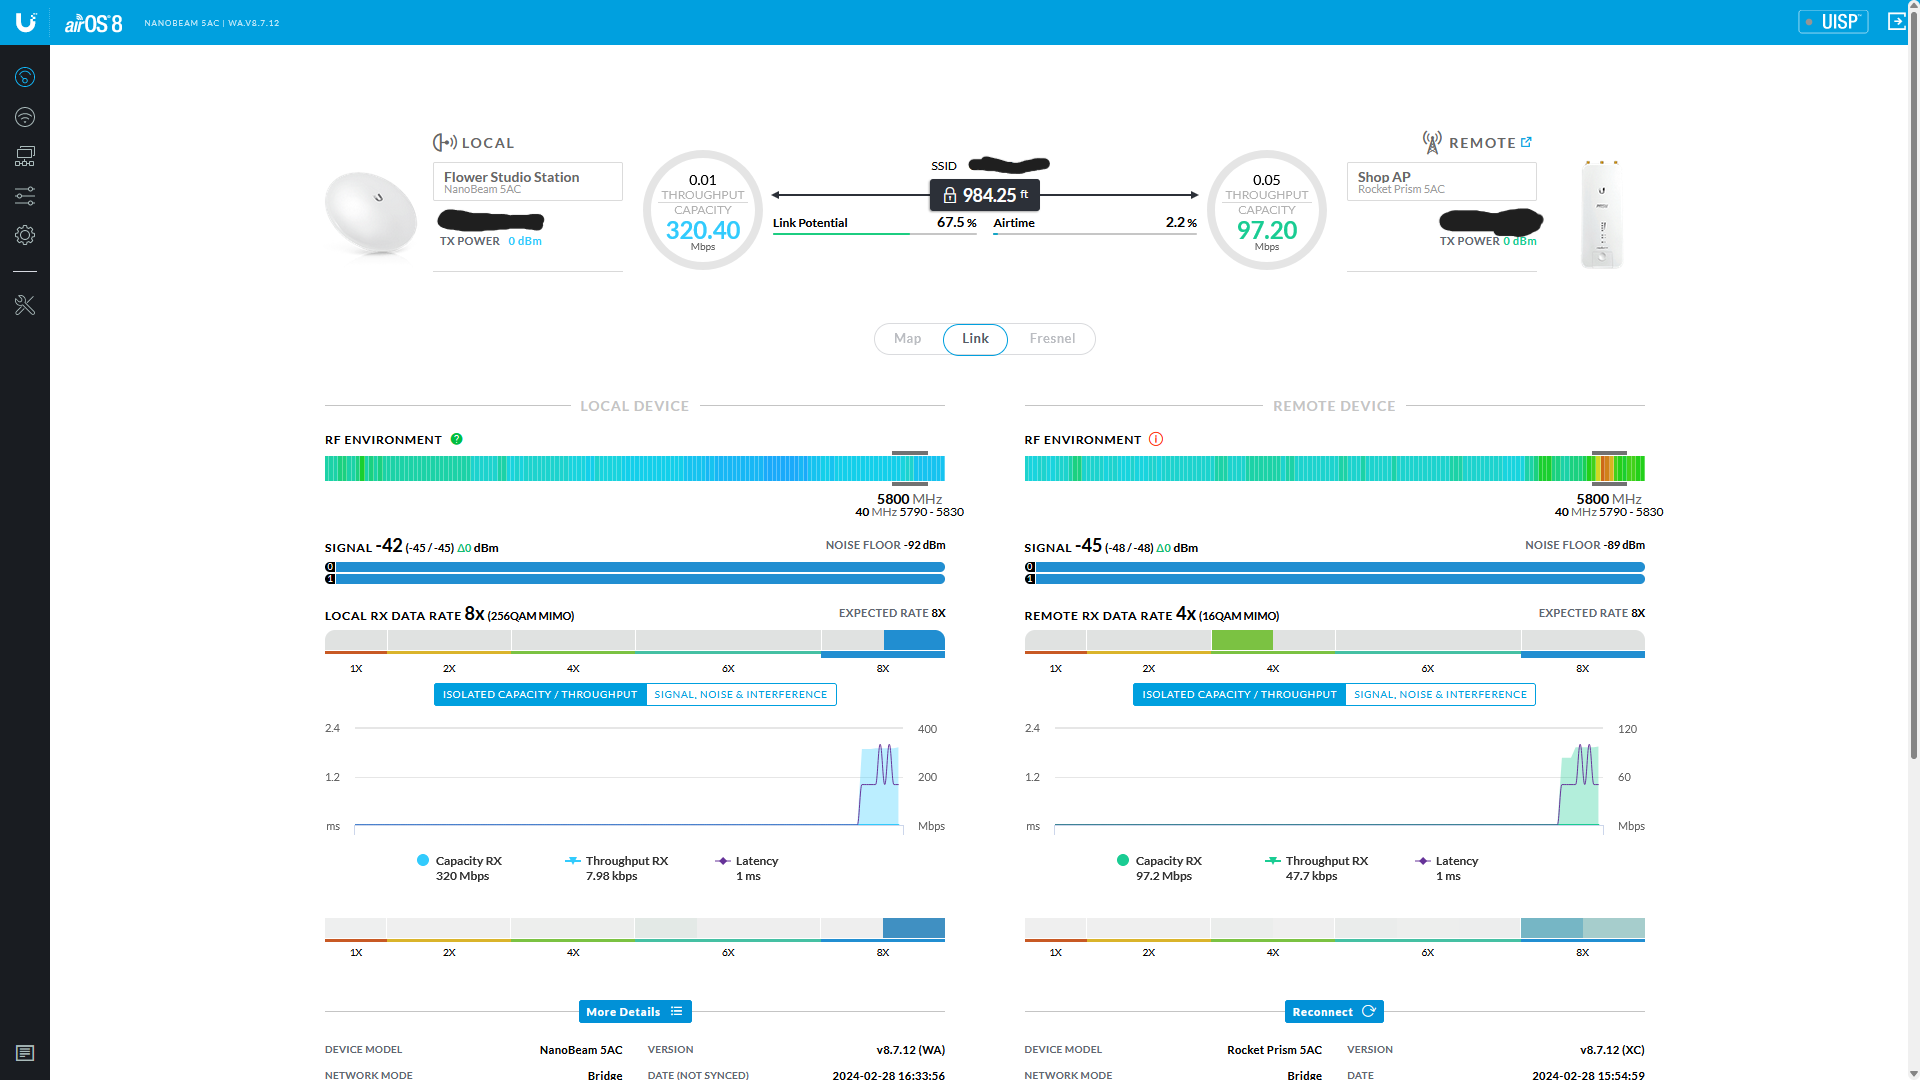 airOS 8 NANOBEAM 5AC | WA.V8.7.12 UISP
LOCAL
REMOTE
SSID
Flower Studio Station
NanoBeam 5AC
TX POWER 0 dBm
0.01
THROUGHPUT
CAPACITY
320.40
Mbps
984.25 ft
Link Potential 67.5 % Airtime 2.2 %
0.05
THROUGHPUT
CAPACITY
97.20
Mbps
Shop AP
Rocket Prism 5AC
TX POWER 0 dBm
Map Link Fresnel
LOCAL DEVICE
RF ENVIRONMENT ?
5800 MHz
40 MHz 5790 - 5830
SIGNAL -42 (-45 / -45) Δ0 dBm NOISE FLOOR -92 dBm
0
1
LOCAL RX DATA RATE 8X (256QAM MIMO) EXPECTED RATE 8X
1X 2X 4X 6X 8X
ISOLATED CAPACITY / THROUGHPUT SIGNAL, NOISE & INTERFERENCE
2.4 400
1.2 200
ms Mbps
Capacity RX Throughput RX Latency
320 Mbps 7.98 kbps 1 ms
1X 2X 4X 6X 8X
More Details
DEVICE MODEL NanoBeam 5AC VERSION v8.7.12 (WA)
NETWORK MODE Bridge DATE (NOT SYNCED) 2024-02-28 16:33:56
REMOTE DEVICE
RF ENVIRONMENT
5800 MHz
40 MHz 5790 - 5830
SIGNAL -45 (-48 / -48) Δ0 dBm NOISE FLOOR -89 dBm
0
1
REMOTE RX DATA RATE 4X (16QAM MIMO) EXPECTED RATE 8X
1X 2X 4X 6X 8X
ISOLATED CAPACITY / THROUGHPUT SIGNAL, NOISE & INTERFERENCE
2.4 120
1.2 60
ms Mbps
Capacity RX Throughput RX Latency
97.2 Mbps 47.7 kbps 1 ms
1X 2X 4X 6X 8X
Reconnect
DEVICE MODEL Rocket Prism 5AC VERSION v8.7.12 (XC)
NETWORK MODE Bridge DATE 2024-02-28 15:54:59